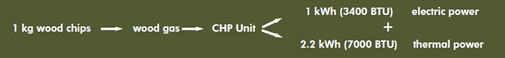 1 kWh (3400 BTU) electric power
1 kg wood chips wood gas CHP Unit +
2.2 kWh (7000 BTU) thermal power